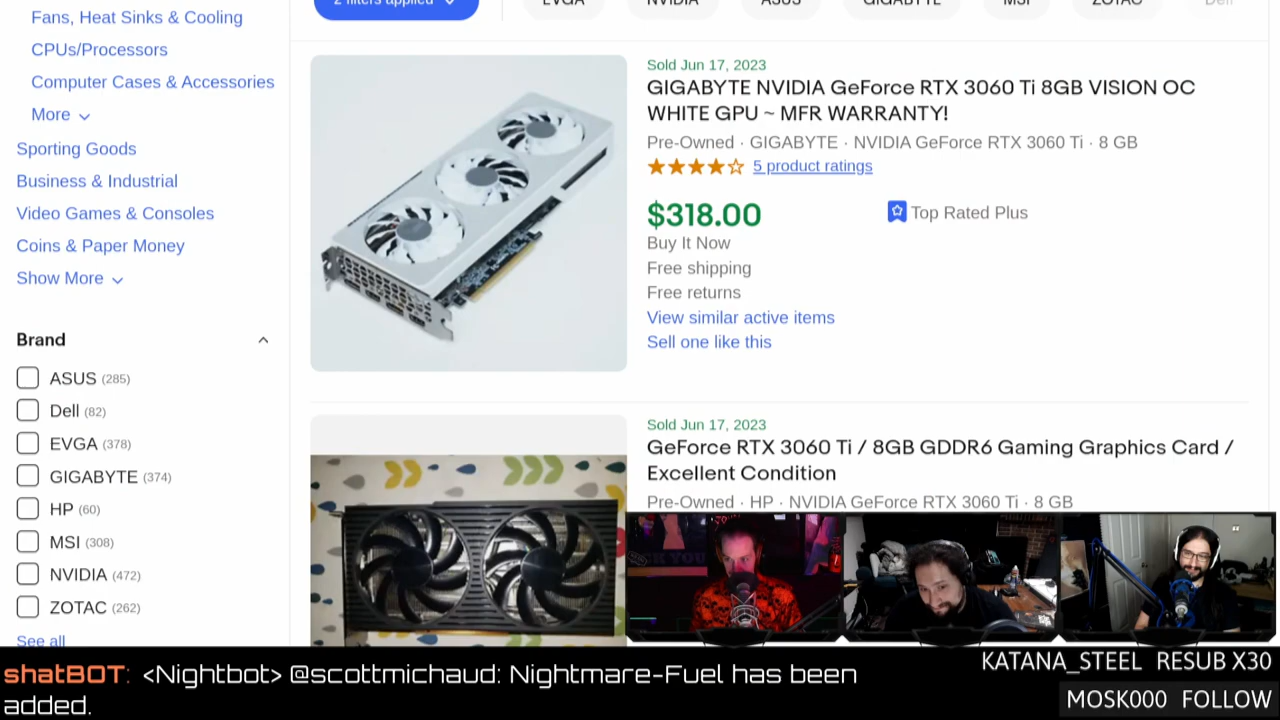 Fans, Heat Sinks & Cooling
CPUs/Processors
Computer Cases & Accessories
More
Sporting Goods
Business & Industrial
Video Games & Consoles
Coins & Paper Money
Show More
Brand
ASUS (285)
Dell (82)
EVGA (378)
GIGABYTE (374)
HP (60)
MSI (308)
NVIDIA (472)
ZOTAC (262)
See all
2 filters applied
EVGA
NVIDIA
ASUS
GIGABYTE
MSI
ZOTAC
Dell
Sold Jun 17, 2023
GIGABYTE NVIDIA GeForce RTX 3060 Ti 8GB VISION OC
WHITE GPU ~ MFR WARRANTY!
Pre-Owned · GIGABYTE · NVIDIA GeForce RTX 3060 Ti · 8 GB
5 product ratings
$318.00
Top Rated Plus
Buy It Now
Free shipping
Free returns
View similar active items
Sell one like this
Sold Jun 17, 2023
GeForce RTX 3060 Ti / 8GB GDDR6 Gaming Graphics Card /
Excellent Condition
Pre-Owned · HP · NVIDIA GeForce RTX 3060 Ti · 8 GB
shatBOT: <Nightbot> @scottmichaud: Nightmare-Fuel has been
added.
KATANA_STEEL RESUB X30
MOSK000 FOLLOW